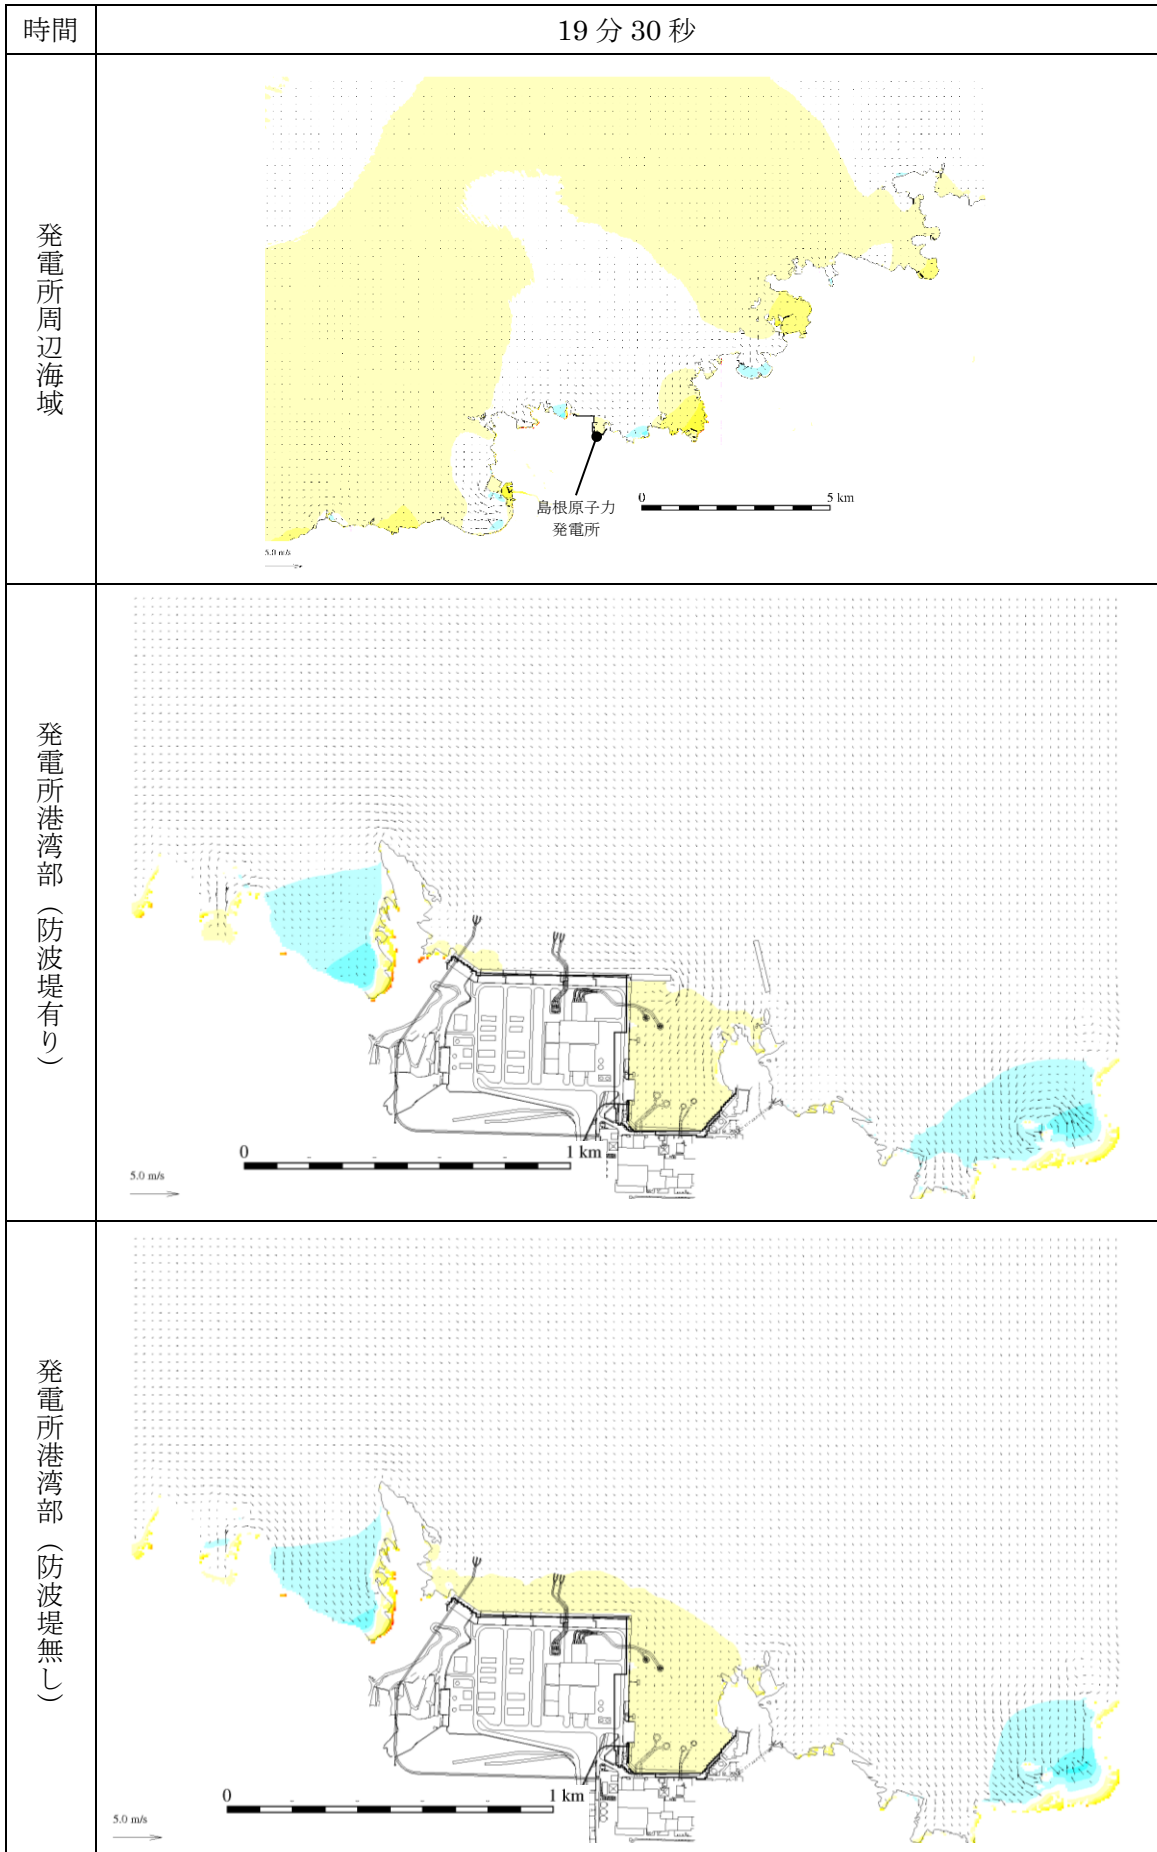 時間
19分30秒
発電所周辺海域
島根原子力
発電所
0
5 km
5.0 m/s
発電所港湾部（防波堤有り）
0
1 km
5.0 m/s
発電所港湾部（防波堤無し）
0
1 km
5.0 m/s